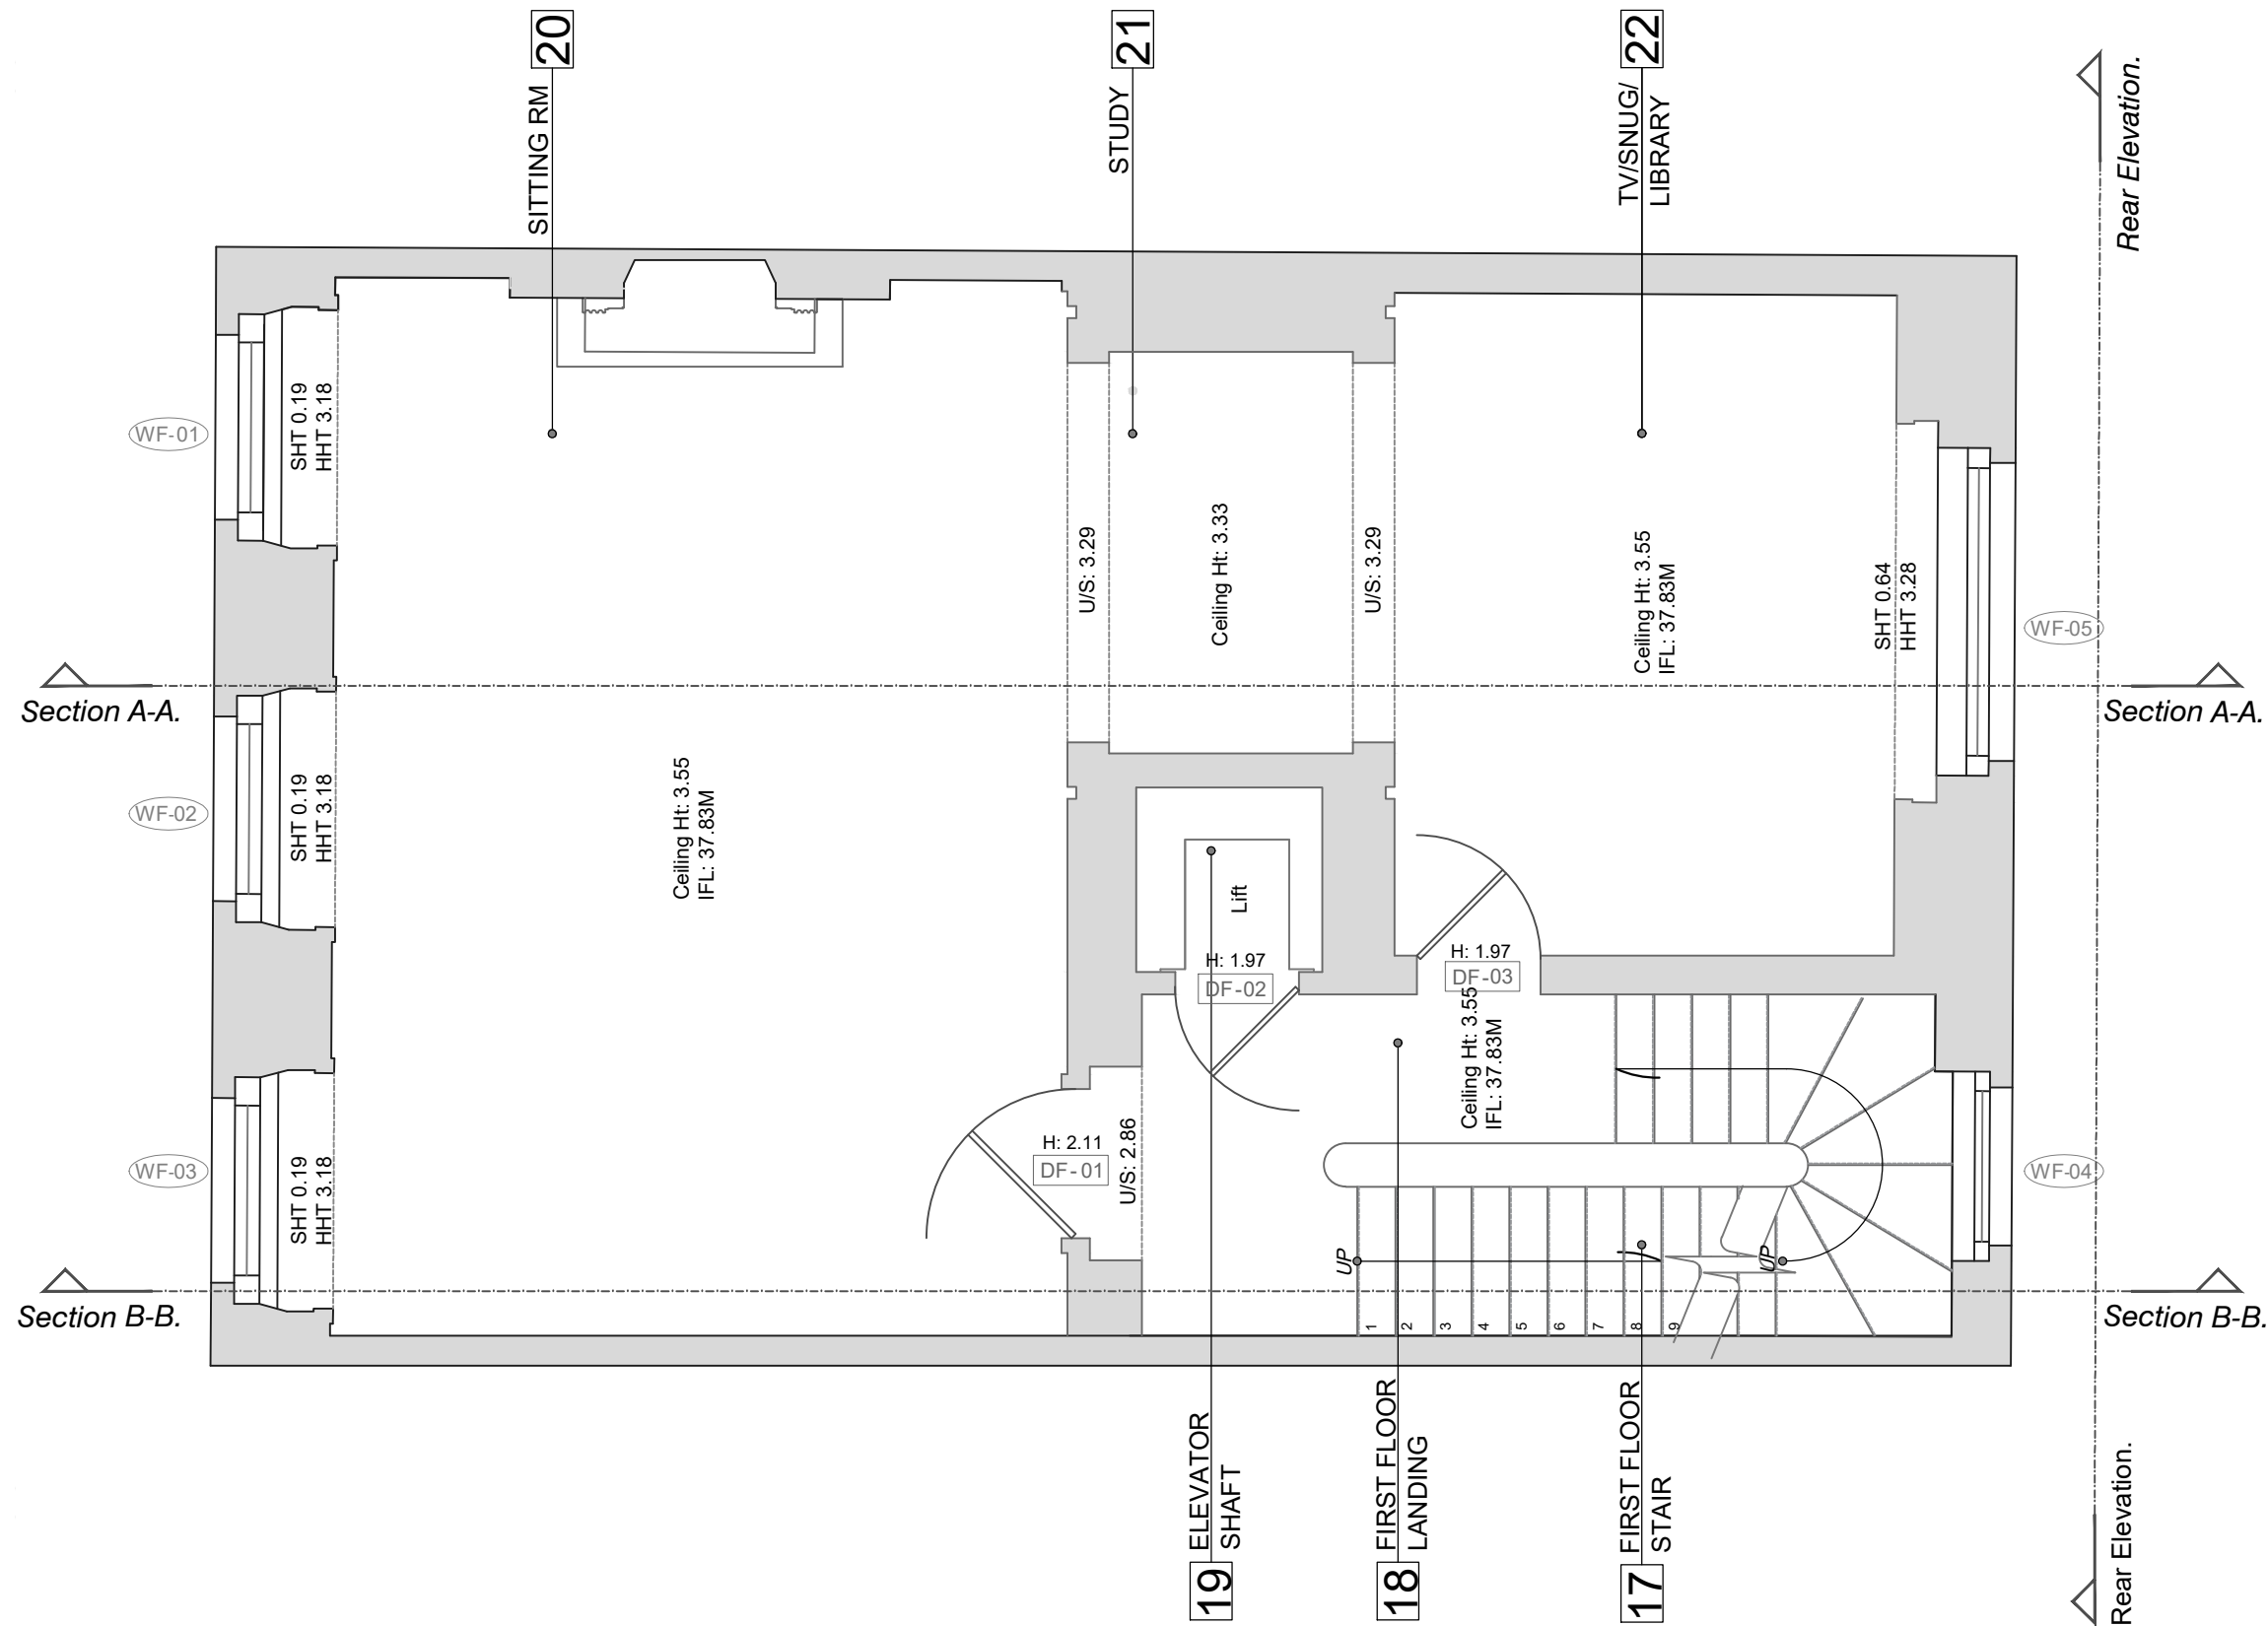 20
SITTING RM
21
STUDY
22
TV/SNUG/
LIBRARY
Rear Elevation.
WF-01
SHT 0.19
HHT 3.18
U/S: 3.29
Ceiling Ht: 3.33
U/S: 3.29
Ceiling Ht: 3.55
IFL: 37.83M
SHT 0.64
HHT 3.28
WF-05
Section A-A.
Section A-A.
WF-02
SHT 0.19
HHT 3.18
Ceiling Ht: 3.55
IFL: 37.83M
Lift
H: 1.97
DF-02
H: 1.97
DF-03
Ceiling Ht: 3.55
IFL: 37.83M
WF-03
SHT 0.19
HHT 3.18
H: 2.11
DF-01
U/S: 2.86
WF-04
UP
UP
1
2
3
4
5
6
7
8
9
Section B-B.
Section B-B.
19
ELEVATOR
SHAFT
18
FIRST FLOOR
LANDING
17
FIRST FLOOR
STAIR
Rear Elevation.